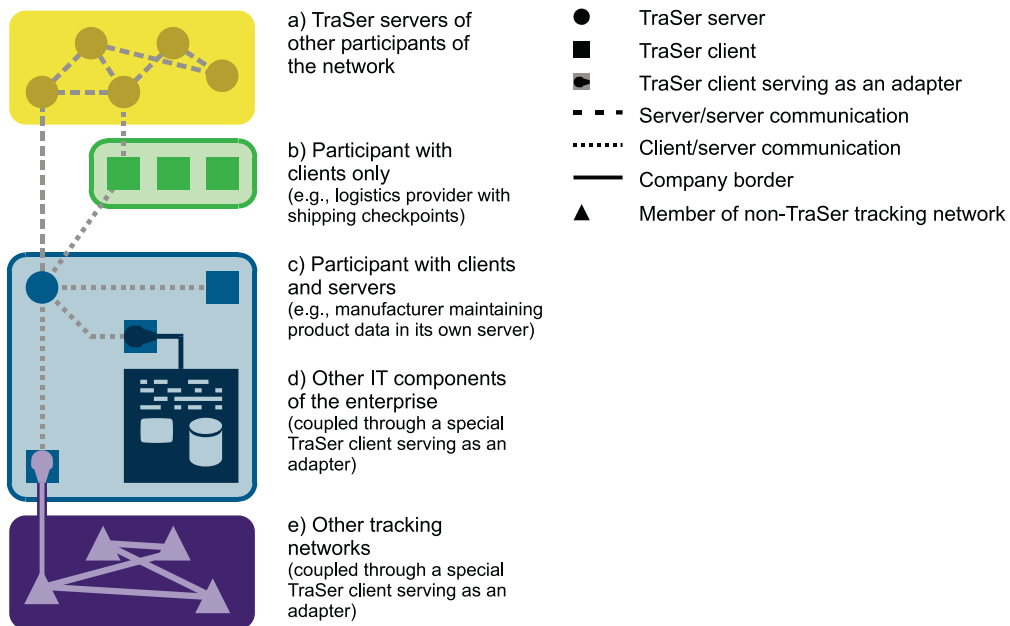 a) TraSer servers of
other participants of
the network
b) Participant with
clients only
(e.g., logistics provider with
shipping checkpoints)
c) Participant with clients
and servers
(e.g., manufacturer maintaining
product data in its own server)
d) Other IT components
of the enterprise
(coupled through a special
TraSer client serving as an
adapter)
e) Other tracking
networks
(coupled through a special
TraSer client serving as an
adapter)
TraSer server
TraSer client
TraSer client serving as an adapter
Server/server communication
Client/server communication
Company border
Member of non-TraSer tracking network